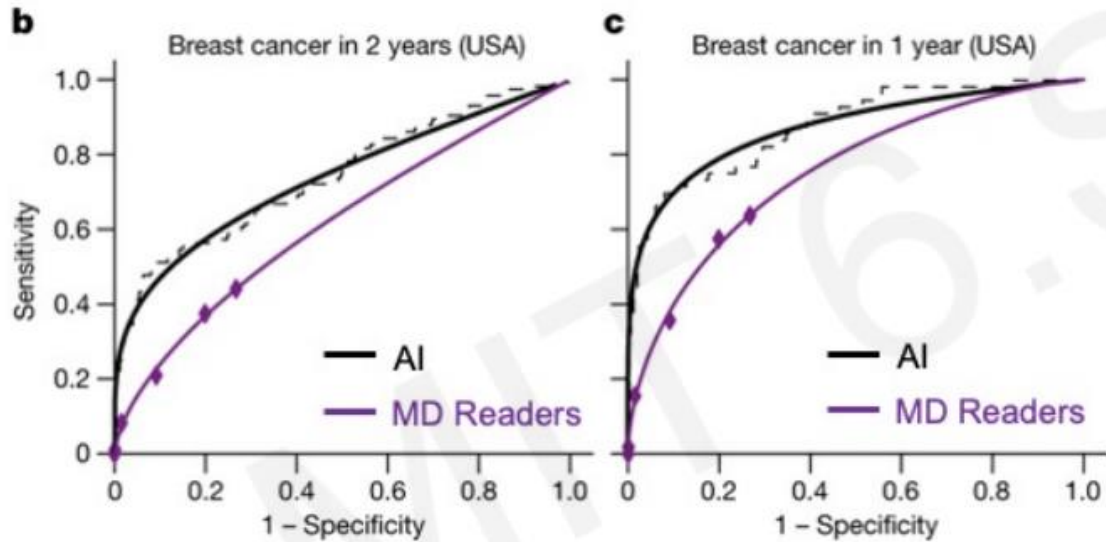 b
Breast cancer in 2 years (USA)
1.0
0.8
0.6
0.4
0.2
0
Sensitivity
AI
MD Readers
0 0.2 0.4 0.6 0.8 1.0
1 – Specificity
c
Breast cancer in 1 year (USA)
AI
MD Readers
0 0.2 0.4 0.6 0.8 1.0
1 – Specificity
MIT 6.S